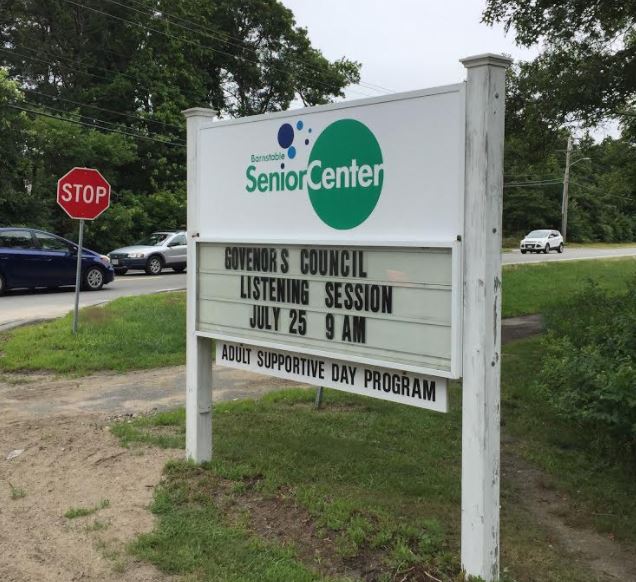 STOP
Barnstable
SeniorCenter
GOVENOR S COUNCIL
LISTENING SESSION
JULY 25 9 AM
ADULT SUPPORTIVE DAY PROGRAM